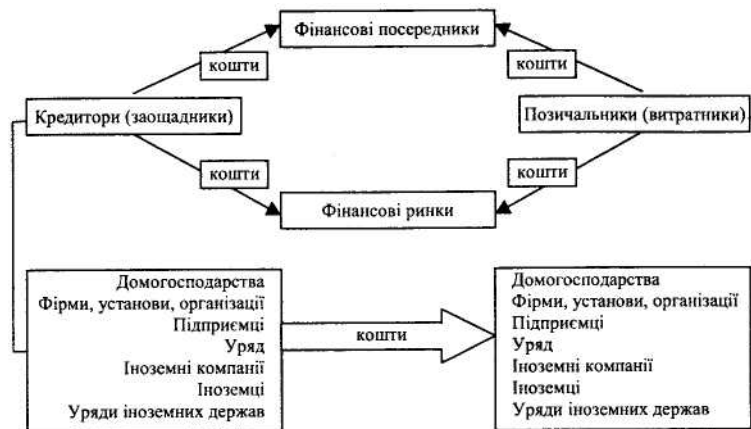 Фінансові посередники
кошти
кошти
Кредитори (заощадники)
Позичальники (витратники)
кошти
кошти
Фінансові ринки
Домогосподарства
Фірми, установи, організації
Підприємці
Уряд
Іноземні компанії
Іноземці
Уряди іноземних держав
кошти
Домогосподарства
Фірми, установи, організації
Підприємці
Уряд
Іноземні компанії
Іноземці
Уряди іноземних держав